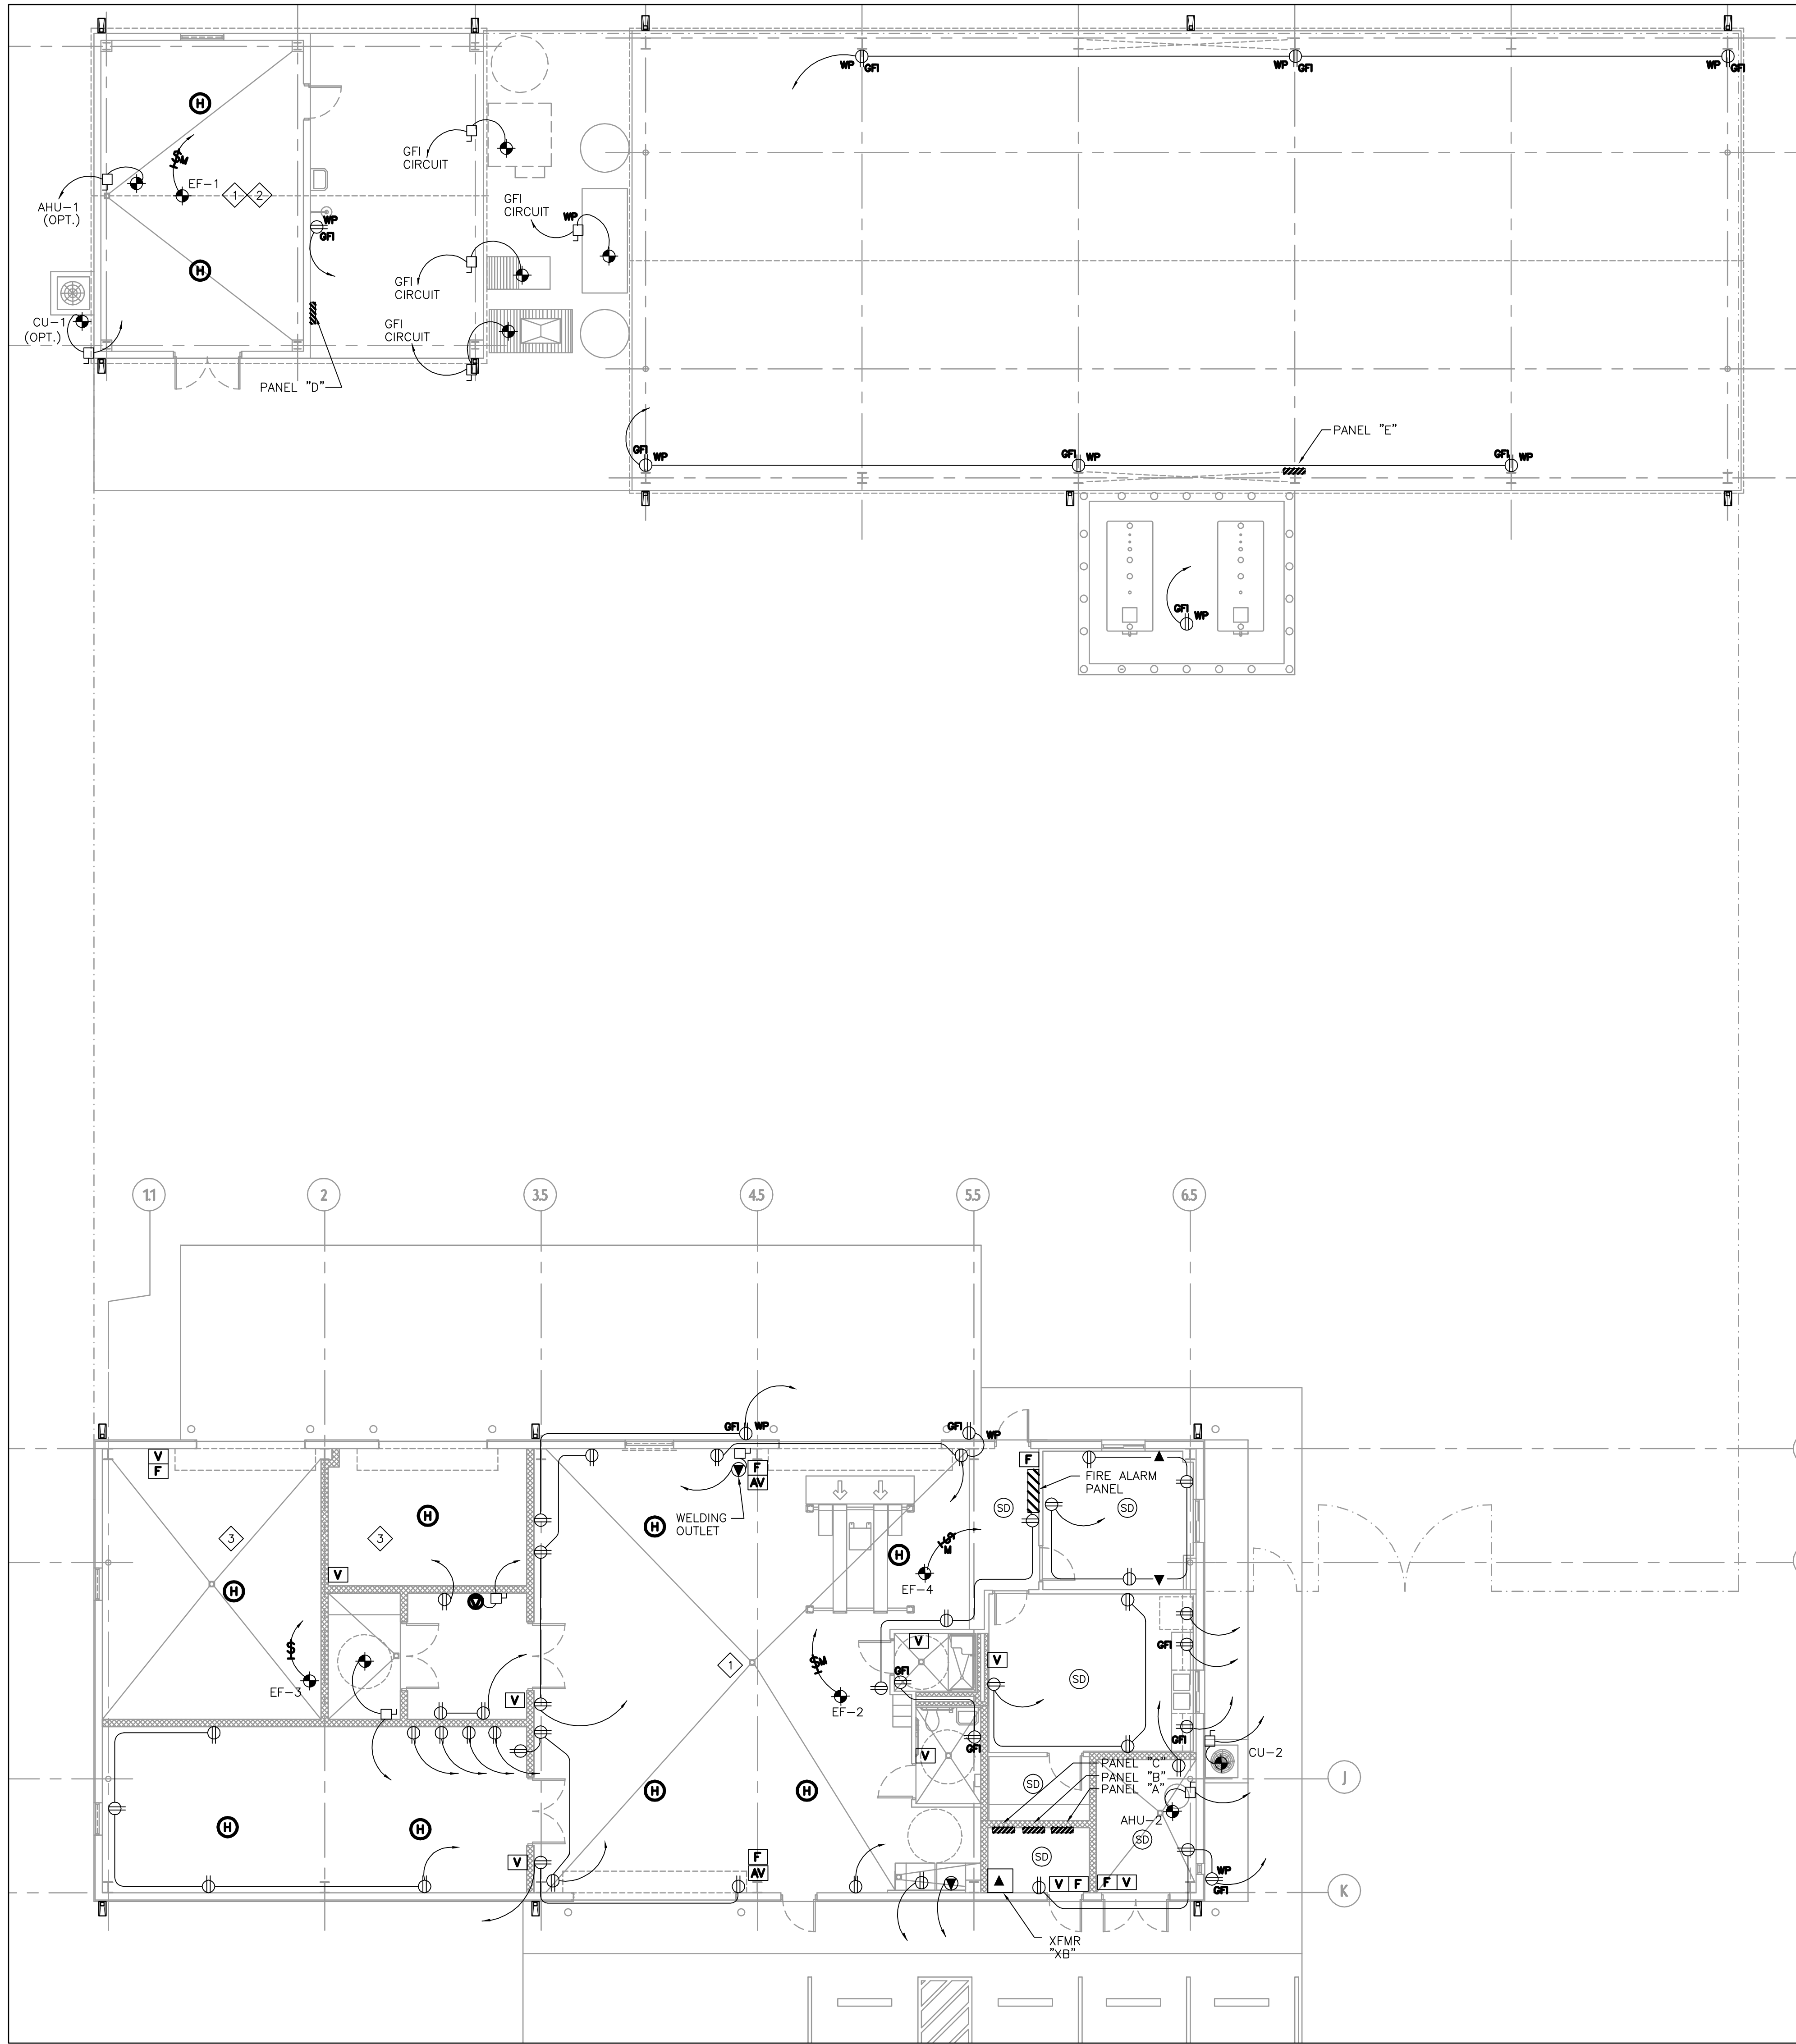 WP
GFI
WP
GFI
GFI
H
GFI
CIRCUIT
$M
EF-1
1
2
AHU-1
(OPT.)
GFI
CIRCUIT
WP
WP
GFI
H
GFI
CIRCUIT
CU-1
(OPT.)
GFI
CIRCUIT
PANEL "D"
PANEL "E"
GFI
WP
GFI
WP
GFI
WP
GFI
WP
1.1
2
3.5
4.5
5.5
6.5
GFI
WP
GFI
WP
V
F
F
AV
F
FIRE ALARM
PANEL
SD
SD
H
WELDING
OUTLET
H
3
3
$M
H
V
EF-4
H
V
V
GFI
$
1
$M
GFI
SD
EF-3
V
EF-2
GFI
GFI
V
CU-2
PANEL "C"
PANEL "B"
PANEL "A"
SD
J
H
H
AHU-2
H
H
SD
SD
F
AV
V
WP
GFI
V
F
F
V
K
XFMR
"XB"